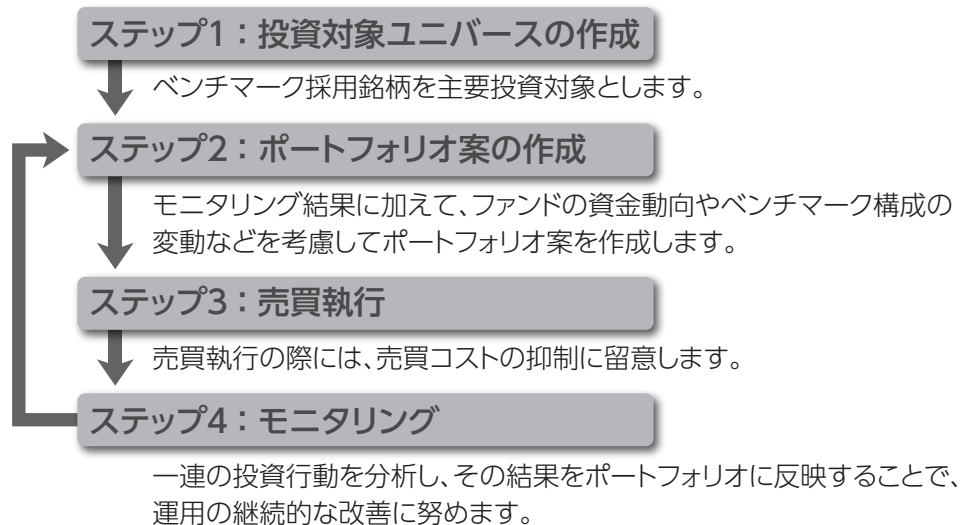 ステップ1：投資対象ユニバースの作成
ベンチマーク採用銘柄を主要投資対象とします。
ステップ2：ポートフォリオ案の作成
モニタリング結果に加えて、ファンドの資金動向やベンチマーク構成の
変動などを考慮してポートフォリオ案を作成します。
ステップ3：売買執行
売買執行の際には、売買コストの抑制に留意します。
ステップ4：モニタリング
一連の投資行動を分析し、その結果をポートフォリオに反映することで、
運用の継続的な改善に努めます。